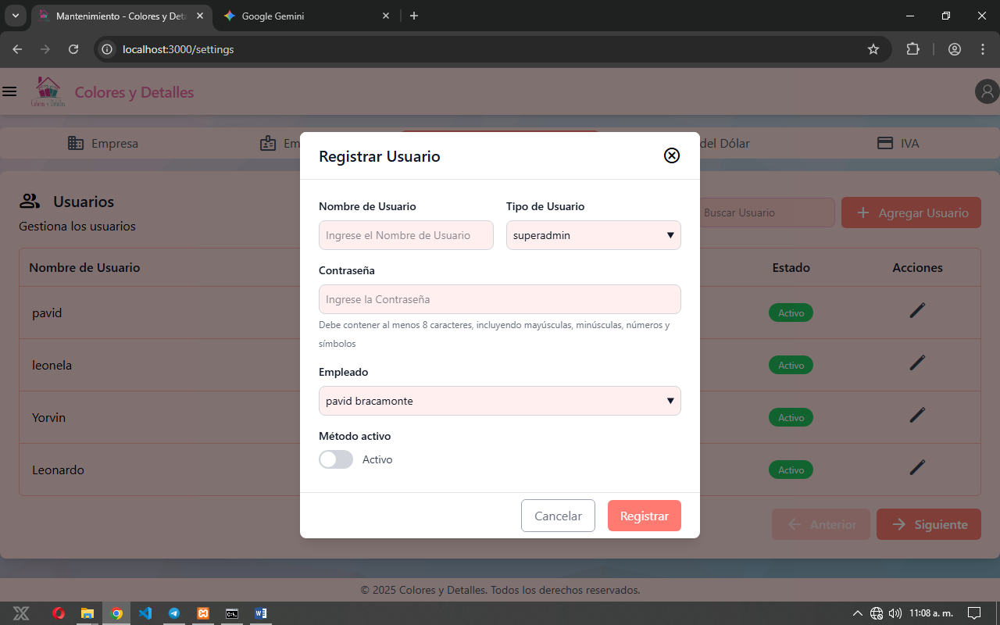 Mantenimiento - Colores y Deta
Google Gemini
localhost:3000/settings
Colores y Detalles
Empresa
Em
del Dólar
IVA
Usuarios
Gestiona los usuarios
Buscar Usuario
Agregar Usuario
Nombre de Usuario
Estado
Acciones
pavid
Activo
leonela
Activo
Yorvin
Activo
Leonardo
Activo
Anterior
Siguiente
Registrar Usuario
Nombre de Usuario
Tipo de Usuario
Ingrese el Nombre de Usuario
superadmin
Contraseña
Ingrese la Contraseña
Debe contener al menos 8 caracteres, incluyendo mayúsculas, minúsculas, números y
símbolos
Empleado
pavid bracamonte
Método activo
Activo
Cancelar
Registrar
© 2025 Colores y Detalles. Todos los derechos reservados.
11:08 a. m.